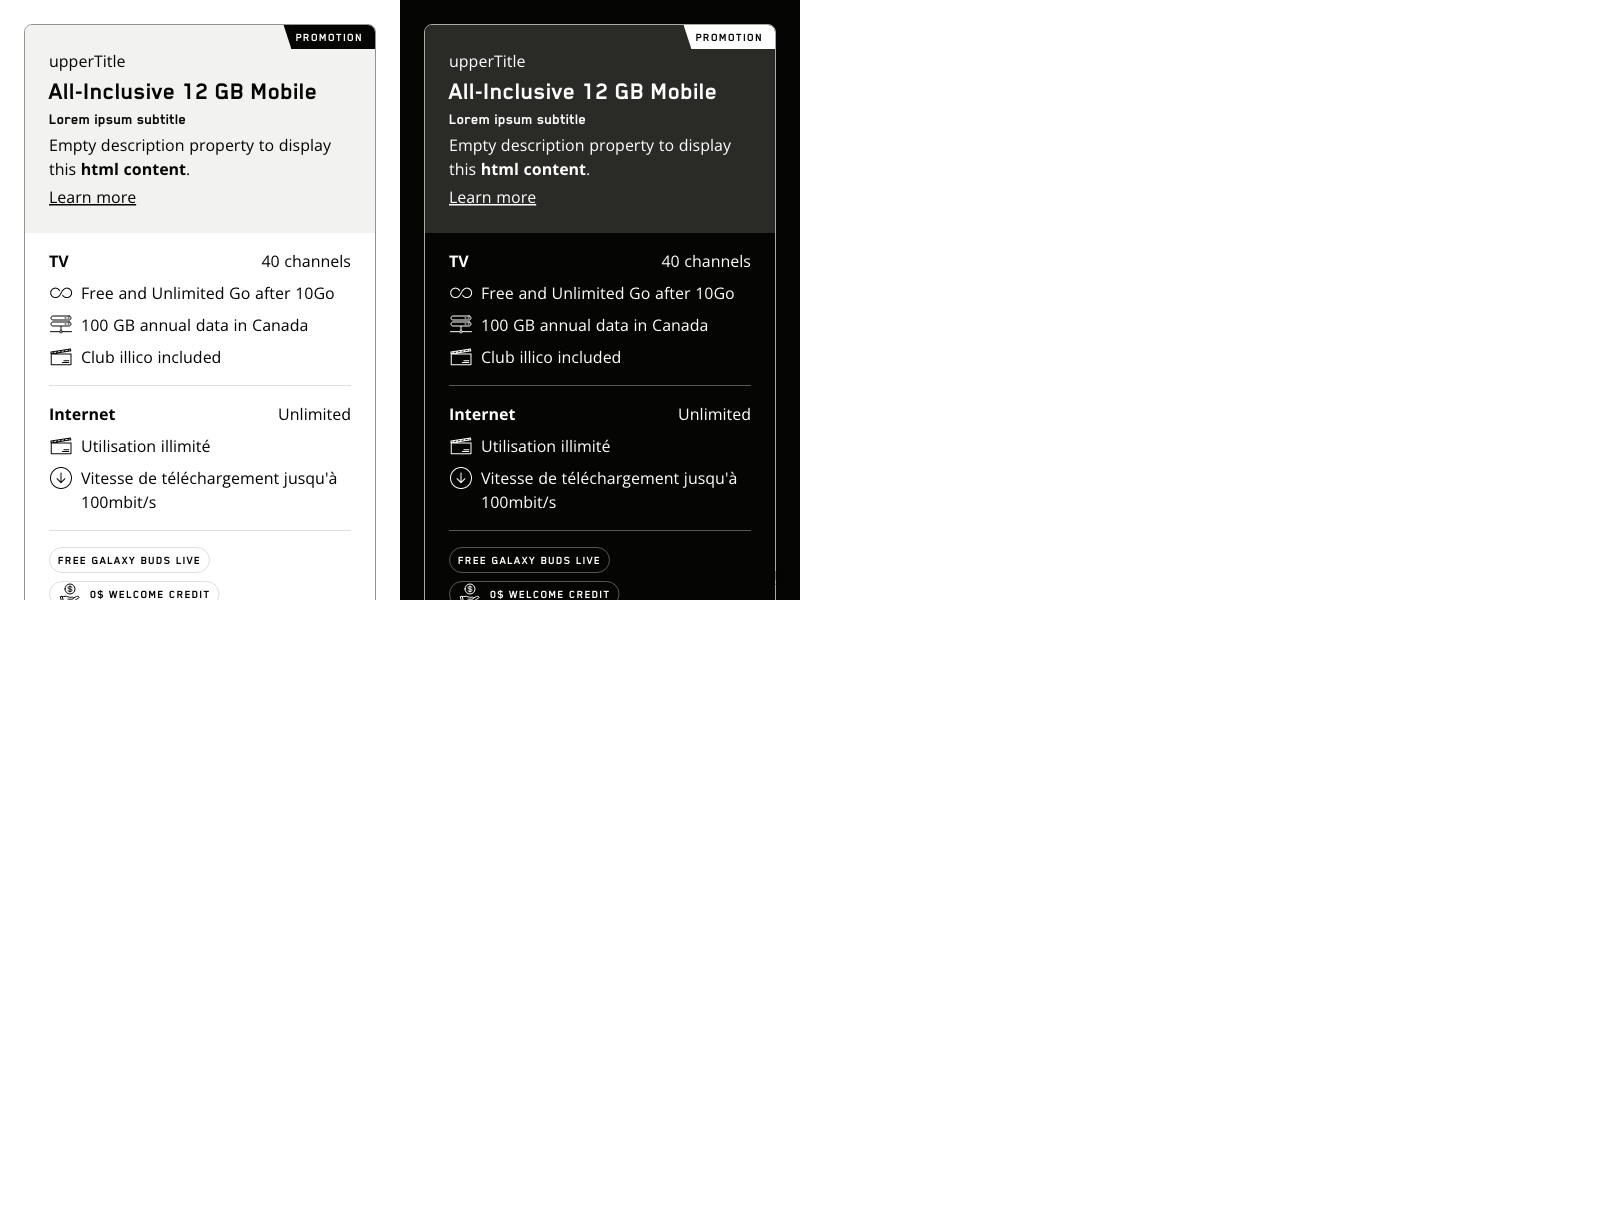 PROMOTION
upperTitle
All-Inclusive 12 GB Mobile
Lorem ipsum subtitle
Empty description property to display
this html content.
Learn more
TV 40 channels
Free and Unlimited Go after 10Go
100 GB annual data in Canada
Club illico included
Internet Unlimited
Utilisation illimité
Vitesse de téléchargement jusqu'à
100mbit/s
FREE GALAXY BUDS LIVE
0$ WELCOME CREDIT
PROMOTION
upperTitle
All-Inclusive 12 GB Mobile
Lorem ipsum subtitle
Empty description property to display
this html content.
Learn more
TV 40 channels
Free and Unlimited Go after 10Go
100 GB annual data in Canada
Club illico included
Internet Unlimited
Utilisation illimité
Vitesse de téléchargement jusqu'à
100mbit/s
FREE GALAXY BUDS LIVE
0$ WELCOME CREDIT